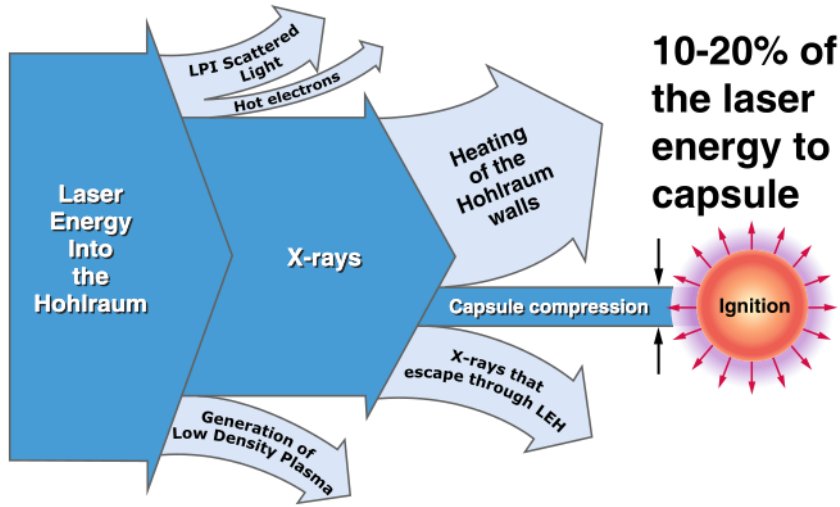 LPI Scattered
Light
Hot electrons
Laser
Energy
Into
the
Hohlraum
X-rays
Heating
of the
Hohlraum
walls
10-20% of
the laser
energy to
capsule
Capsule compression
Ignition
X-rays that
escape through LEH
Generation of
Low Density Plasma